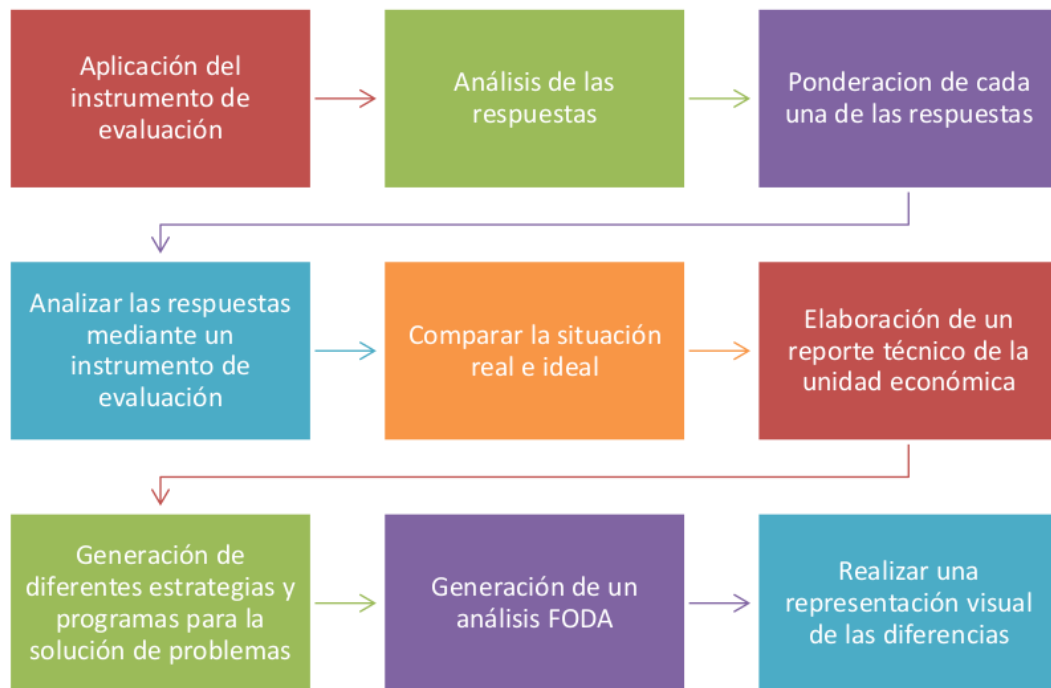 Aplicación del
instrumento de
evaluación
Análisis de las
respuestas
Ponderacion de cada
una de las respuestas
Analizar las respuestas
mediante un
instrumento de
evaluación
Comparar la situación
real e ideal
Elaboración de un
reporte técnico de la
unidad económica
Generación de
diferentes estrategias y
programas para la
solución de problemas
Generación de un
análisis FODA
Realizar una
representación visual
de las diferencias